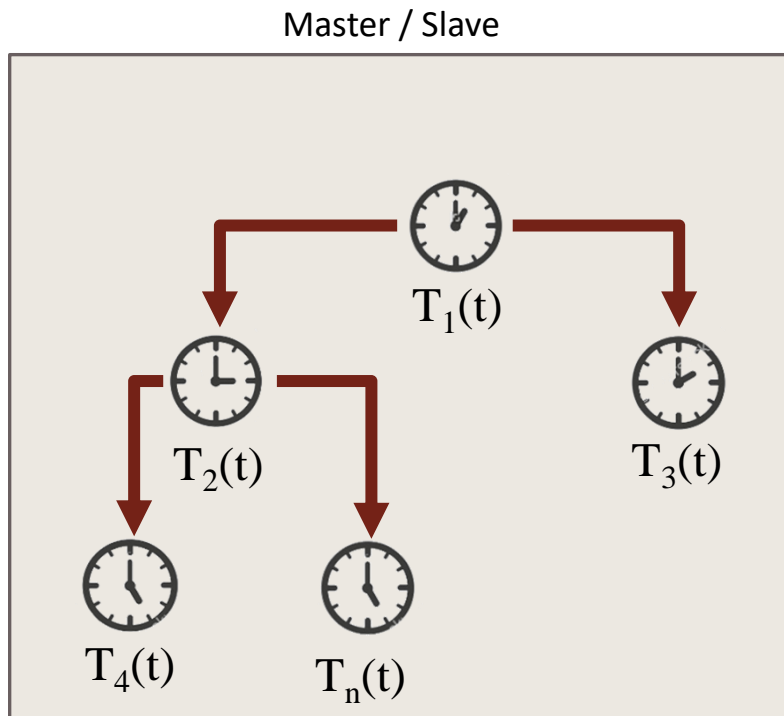 Master / Slave
T₁(t)
T₂(t)
T₃(t)
T₄(t)
Tₙ(t)